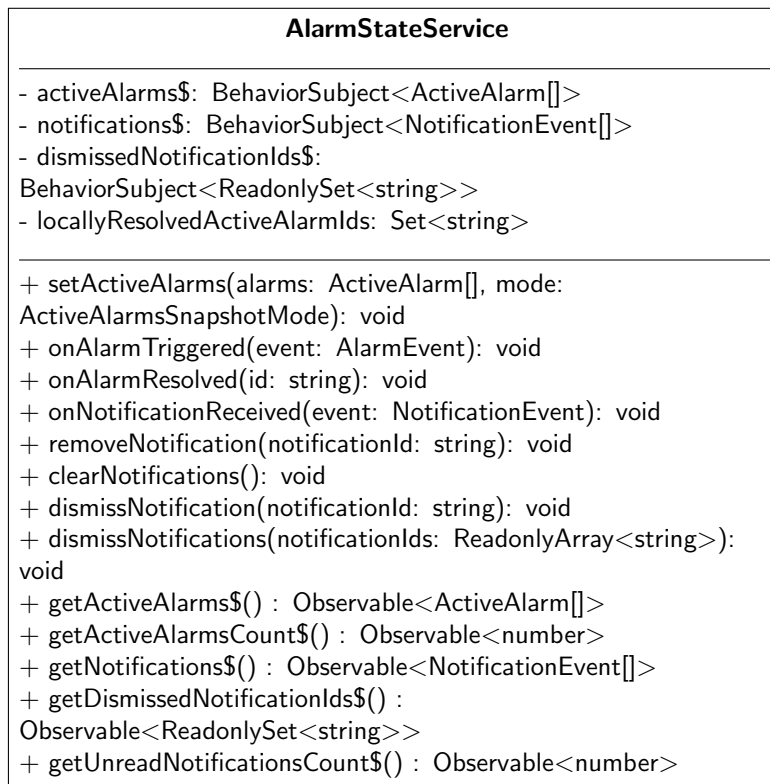 AlarmStateService
- activeAlarms$: BehaviorSubject<ActiveAlarm[]>
- notifications$: BehaviorSubject<NotificationEvent[]>
- dismissedNotificationIds$:
BehaviorSubject<ReadonlySet<string>>
- locallyResolvedActiveAlarmIds: Set<string>
+ setActiveAlarms(alarms: ActiveAlarm[], mode:
ActiveAlarmsSnapshotMode): void
+ onAlarmTriggered(event: AlarmEvent): void
+ onAlarmResolved(id: string): void
+ onNotificationReceived(event: NotificationEvent): void
+ removeNotification(notificationId: string): void
+ clearNotifications(): void
+ dismissNotification(notificationId: string): void
+ dismissNotifications(notificationIds: ReadonlyArray<string>):
void
+ getActiveAlarms$() : Observable<ActiveAlarm[]>
+ getActiveAlarmsCount$() : Observable<number>
+ getNotifications$() : Observable<NotificationEvent[]>
+ getDismissedNotificationIds$() :
Observable<ReadonlySet<string>>
+ getUnreadNotificationsCount$() : Observable<number>